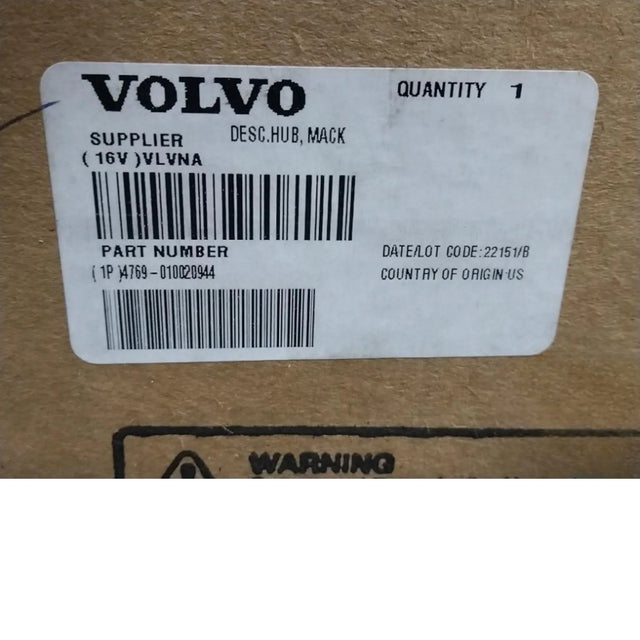 VOLVO
QUANTITY 1
DESC.HUB, MACK
SUPPLIER
(16V)VLVNA
PART NUMBER
(1P)4769-010020944
DATE/LOT CODE:22151/B
COUNTRY OF ORIGIN:US
WARNING